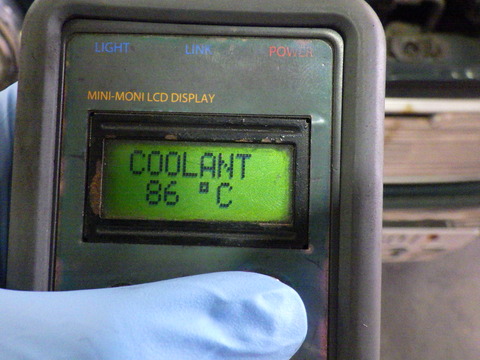 LIGHT LINK POWER
MINI-MONI LCD DISPLAY
COOLANT
86 °C